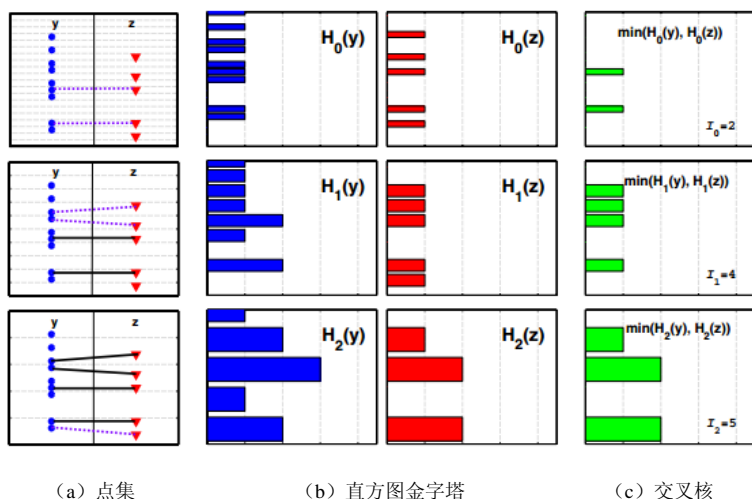 y z
H₀(y)
H₀(z)
min(H₀(y), H₀(z))
I₀=2
y z
H₁(y)
H₁(z)
min(H₁(y), H₁(z))
I₁=4
y z
H₂(y)
H₂(z)
min(H₂(y), H₂(z))
I₂=5
（a）点集
（b）直方图金字塔
（c）交叉核